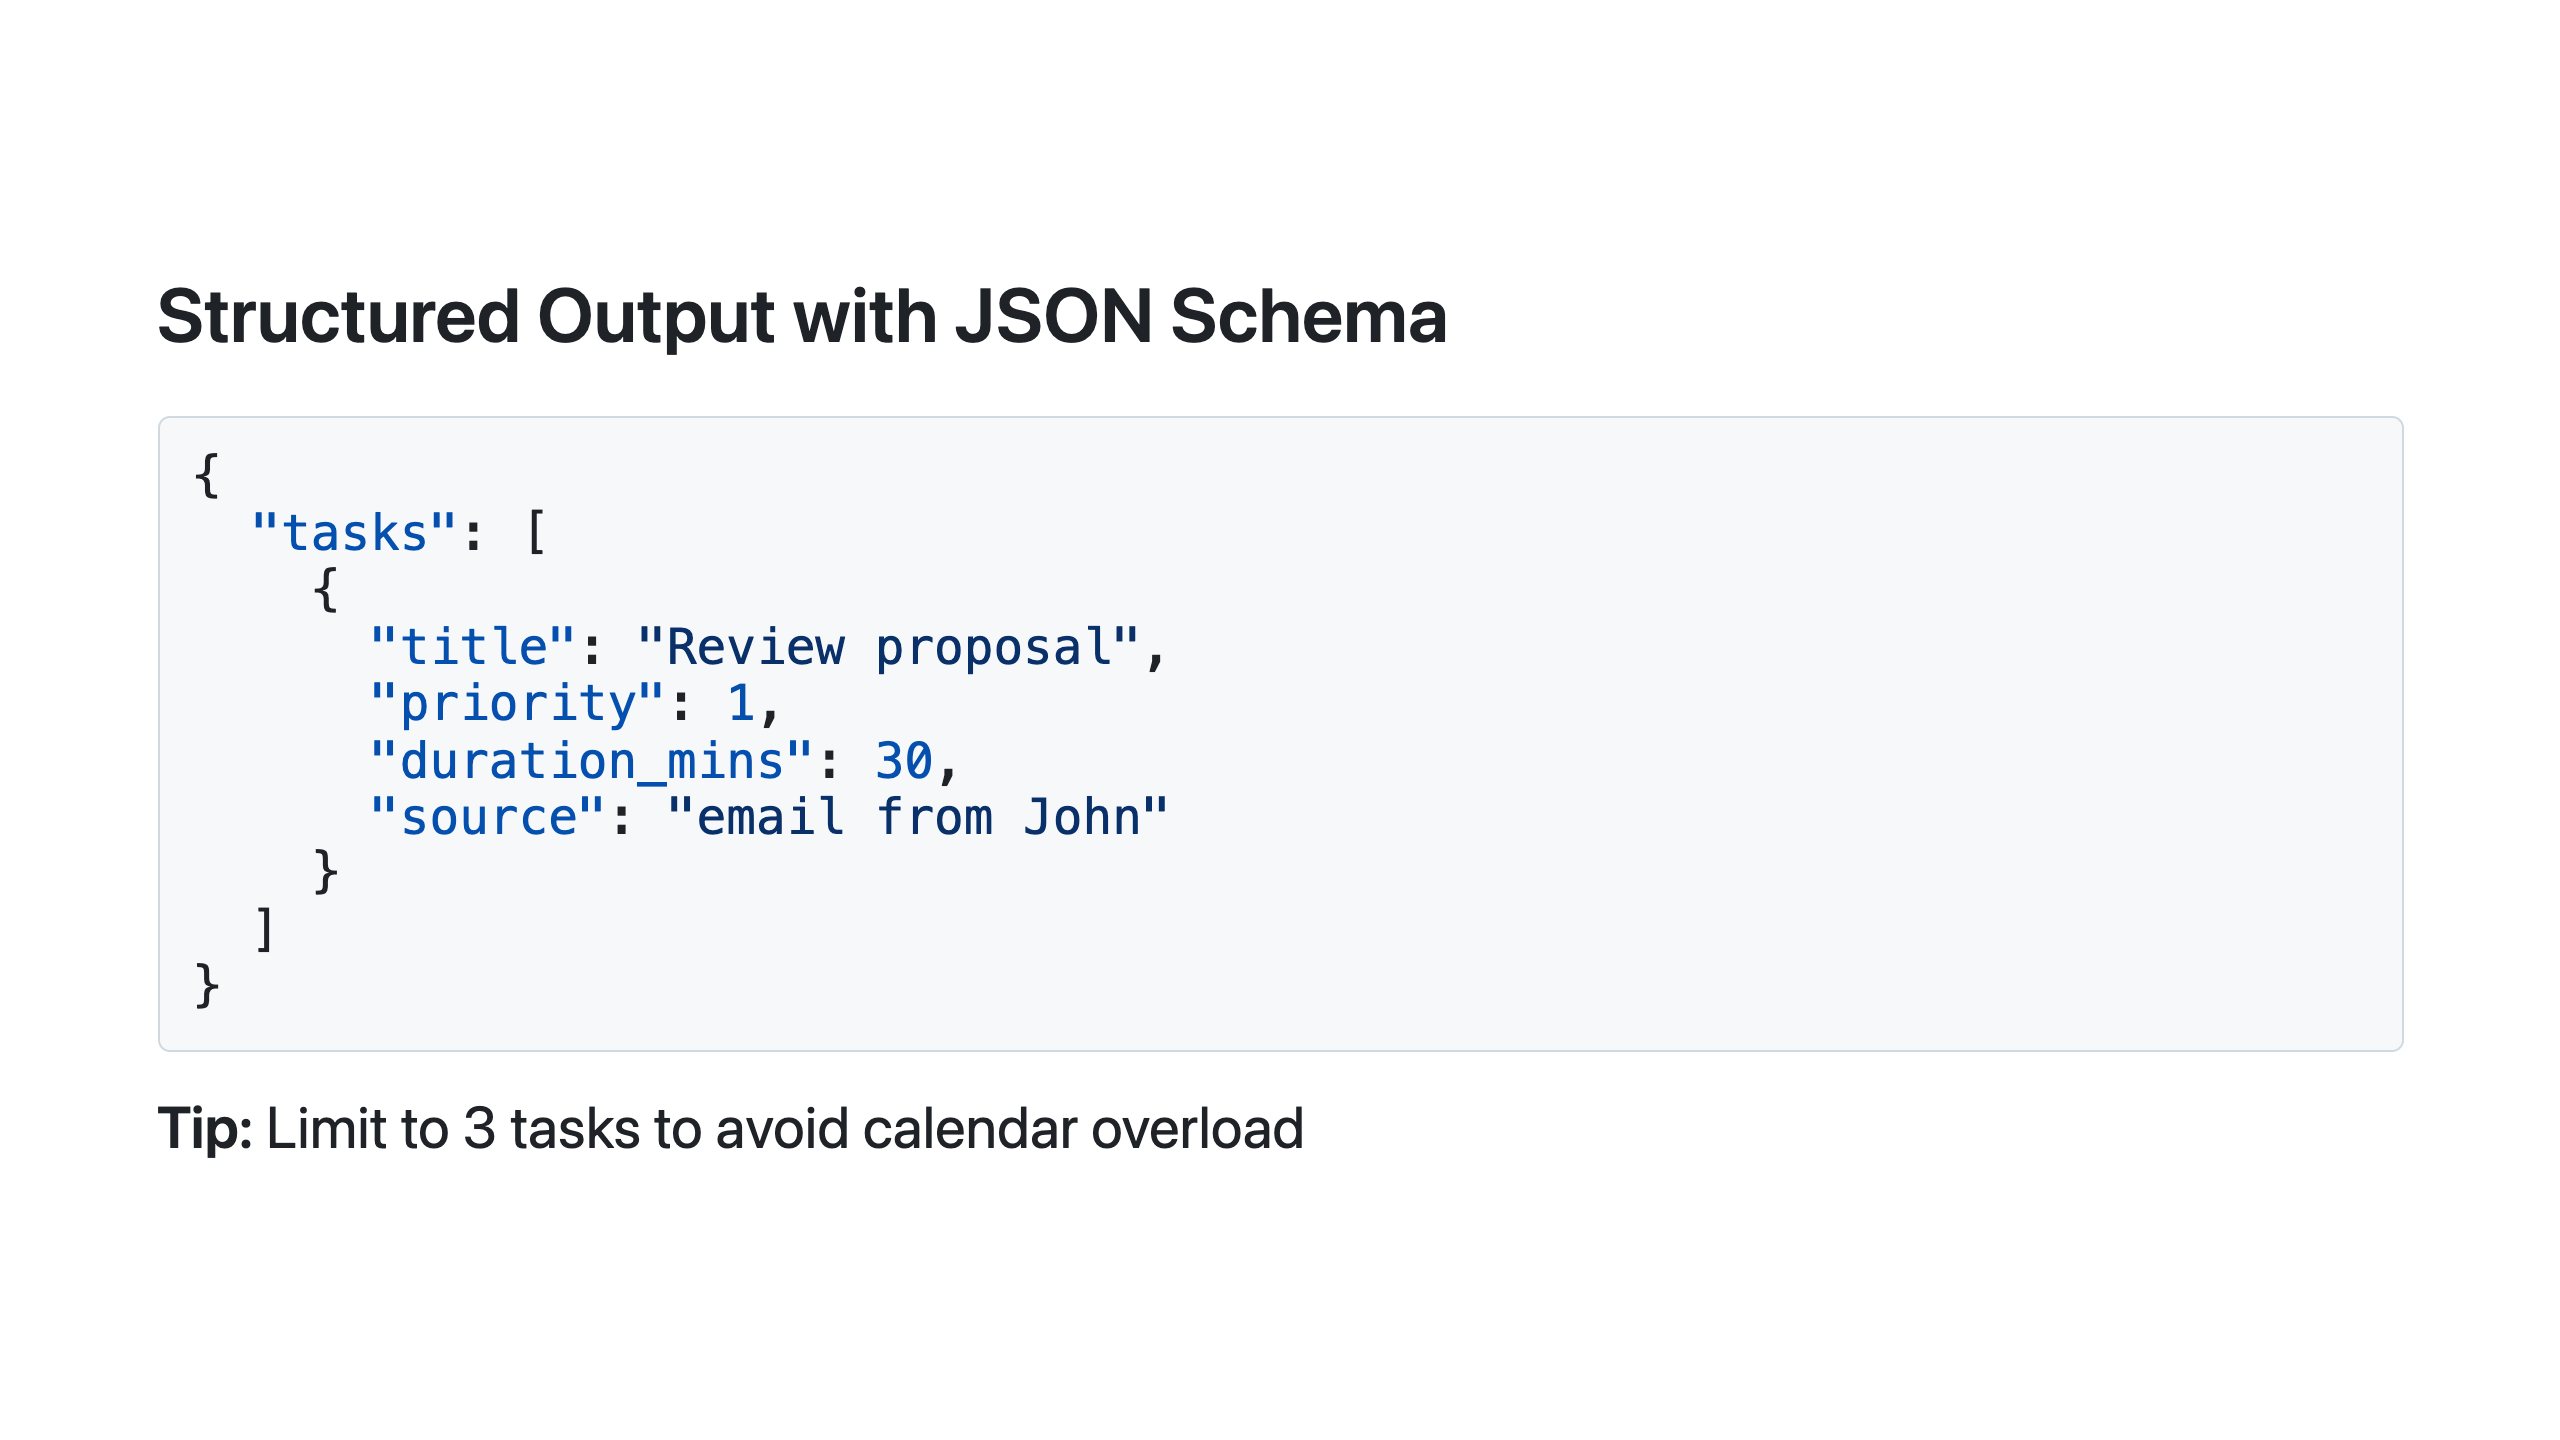 Structured Output with JSON Schema
{
  "tasks": [
    {
      "title": "Review proposal",
      "priority": 1,
      "duration_mins": 30,
      "source": "email from John"
    }
  ]
}
Tip: Limit to 3 tasks to avoid calendar overload